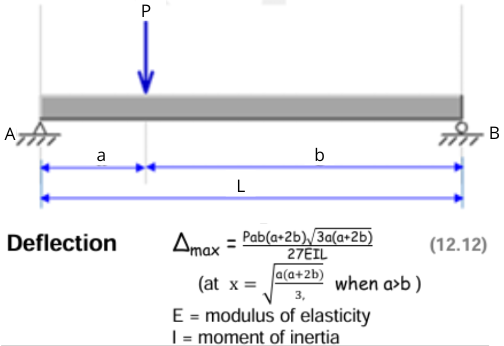 P
A
B
a
b
L
Deflection Δmax = Pab(a+2b)√3a(a+2b) / 27EIL (12.12)
(at x = √a(a+2b) / 3, when a>b )
E = modulus of elasticity
I = moment of inertia